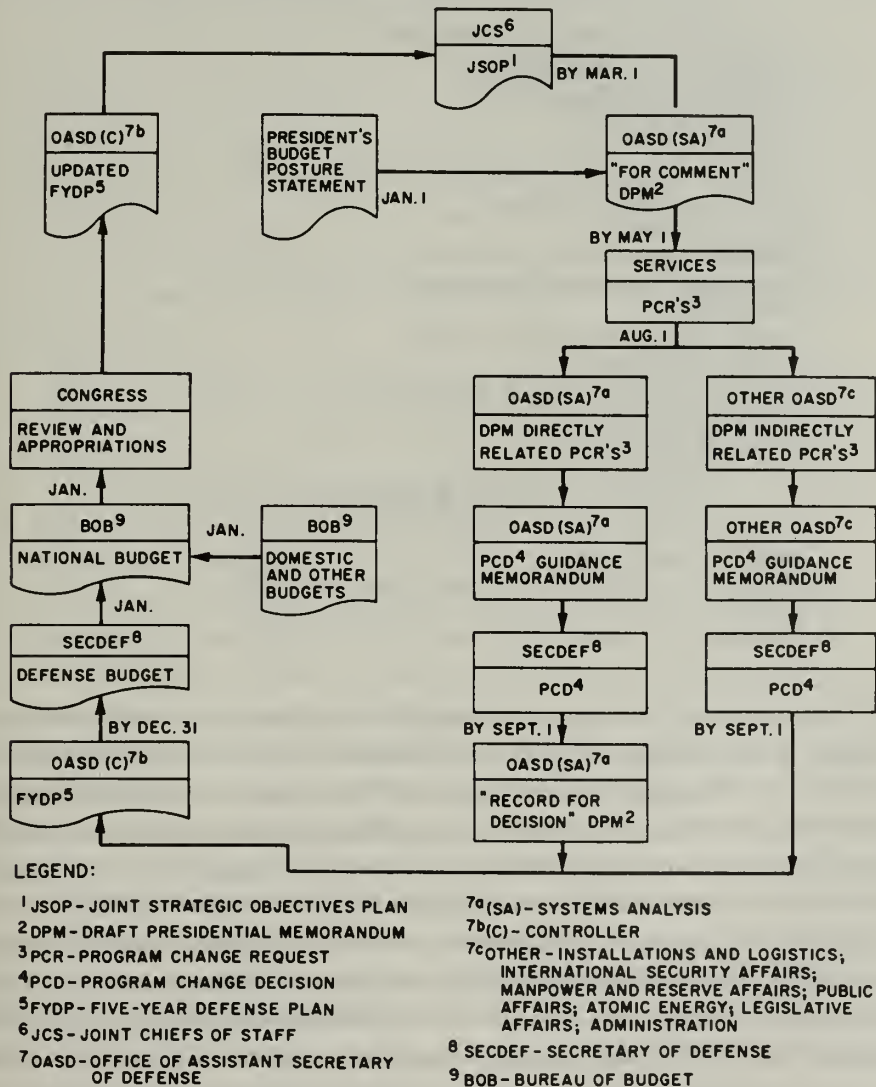 JCS⁶
JSOP¹
BY MAR. 1
OASD (C)⁷ᵇ
UPDATED
FYDP⁵
PRESIDENT'S
BUDGET
POSTURE
STATEMENT
JAN. 1
OASD (SA)⁷ᵃ
"FOR COMMENT"
DPM²
BY MAY 1
SERVICES
PCR'S³
AUG. 1
CONGRESS
REVIEW AND
APPROPRIATIONS
JAN.
OASD (SA)⁷ᵃ
DPM DIRECTLY
RELATED PCR'S³
OTHER OASD⁷ᶜ
DPM INDIRECTLY
RELATED PCR'S³
BOB⁹
NATIONAL BUDGET
JAN.
BOB⁹
DOMESTIC
AND OTHER
BUDGETS
JAN.
OASD (SA)⁷ᵃ
PCD⁴ GUIDANCE
MEMORANDUM
OTHER OASD⁷ᶜ
PCD⁴ GUIDANCE
MEMORANDUM
SECDEF⁸
DEFENSE BUDGET
BY DEC. 31
SECDEF⁸
PCD⁴
BY SEPT. 1
SECDEF⁸
PCD⁴
BY SEPT. 1
OASD (C)⁷ᵇ
FYDP⁵
OASD (SA)⁷ᵃ
"RECORD FOR
DECISION" DPM²
LEGEND:
¹ JSOP - JOINT STRATEGIC OBJECTIVES PLAN
² DPM - DRAFT PRESIDENTIAL MEMORANDUM
³ PCR - PROGRAM CHANGE REQUEST
⁴ PCD - PROGRAM CHANGE DECISION
⁵ FYDP - FIVE-YEAR DEFENSE PLAN
⁶ JCS - JOINT CHIEFS OF STAFF
⁷ OASD - OFFICE OF ASSISTANT SECRETARY
OF DEFENSE
⁷ᵃ (SA) - SYSTEMS ANALYSIS
⁷ᵇ (C) - CONTROLLER
⁷ᶜ OTHER - INSTALLATIONS AND LOGISTICS;
INTERNATIONAL SECURITY AFFAIRS;
MANPOWER AND RESERVE AFFAIRS; PUBLIC
AFFAIRS; ATOMIC ENERGY; LEGISLATIVE
AFFAIRS; ADMINISTRATION
⁸ SECDEF - SECRETARY OF DEFENSE
⁹ BOB - BUREAU OF BUDGET